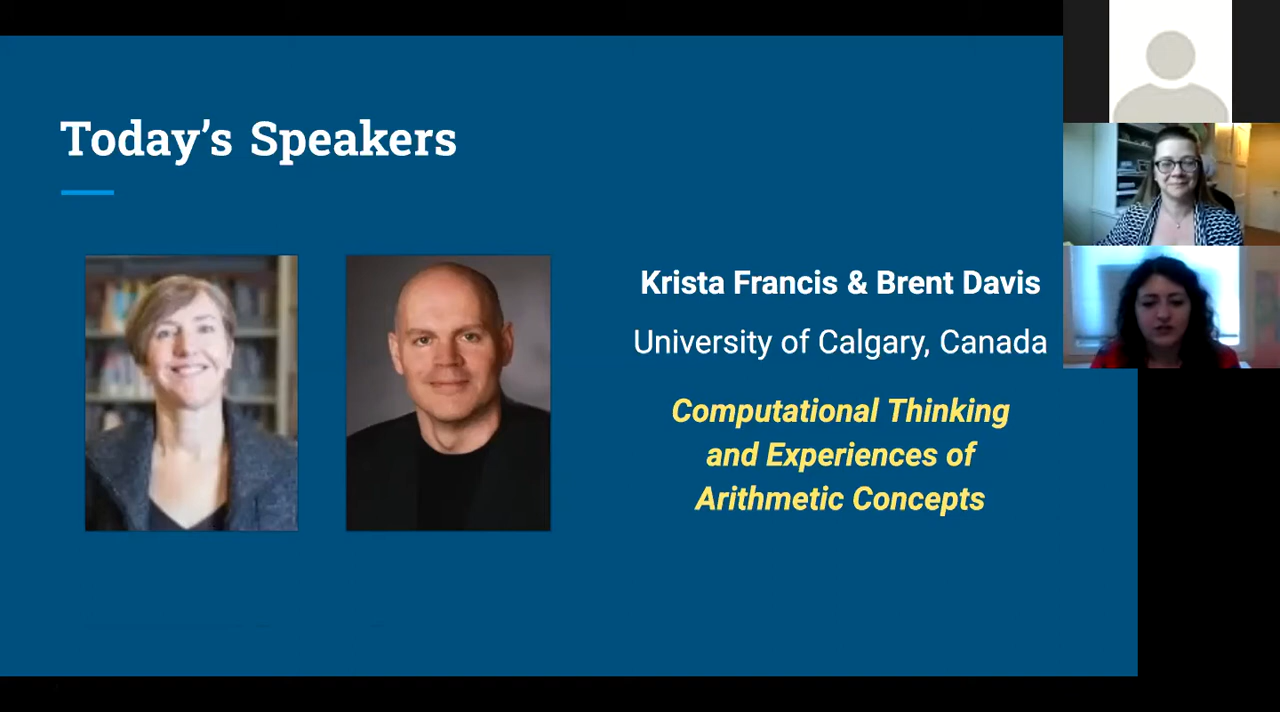 Today’s Speakers
Krista Francis & Brent Davis
University of Calgary, Canada
Computational Thinking
and Experiences of
Arithmetic Concepts